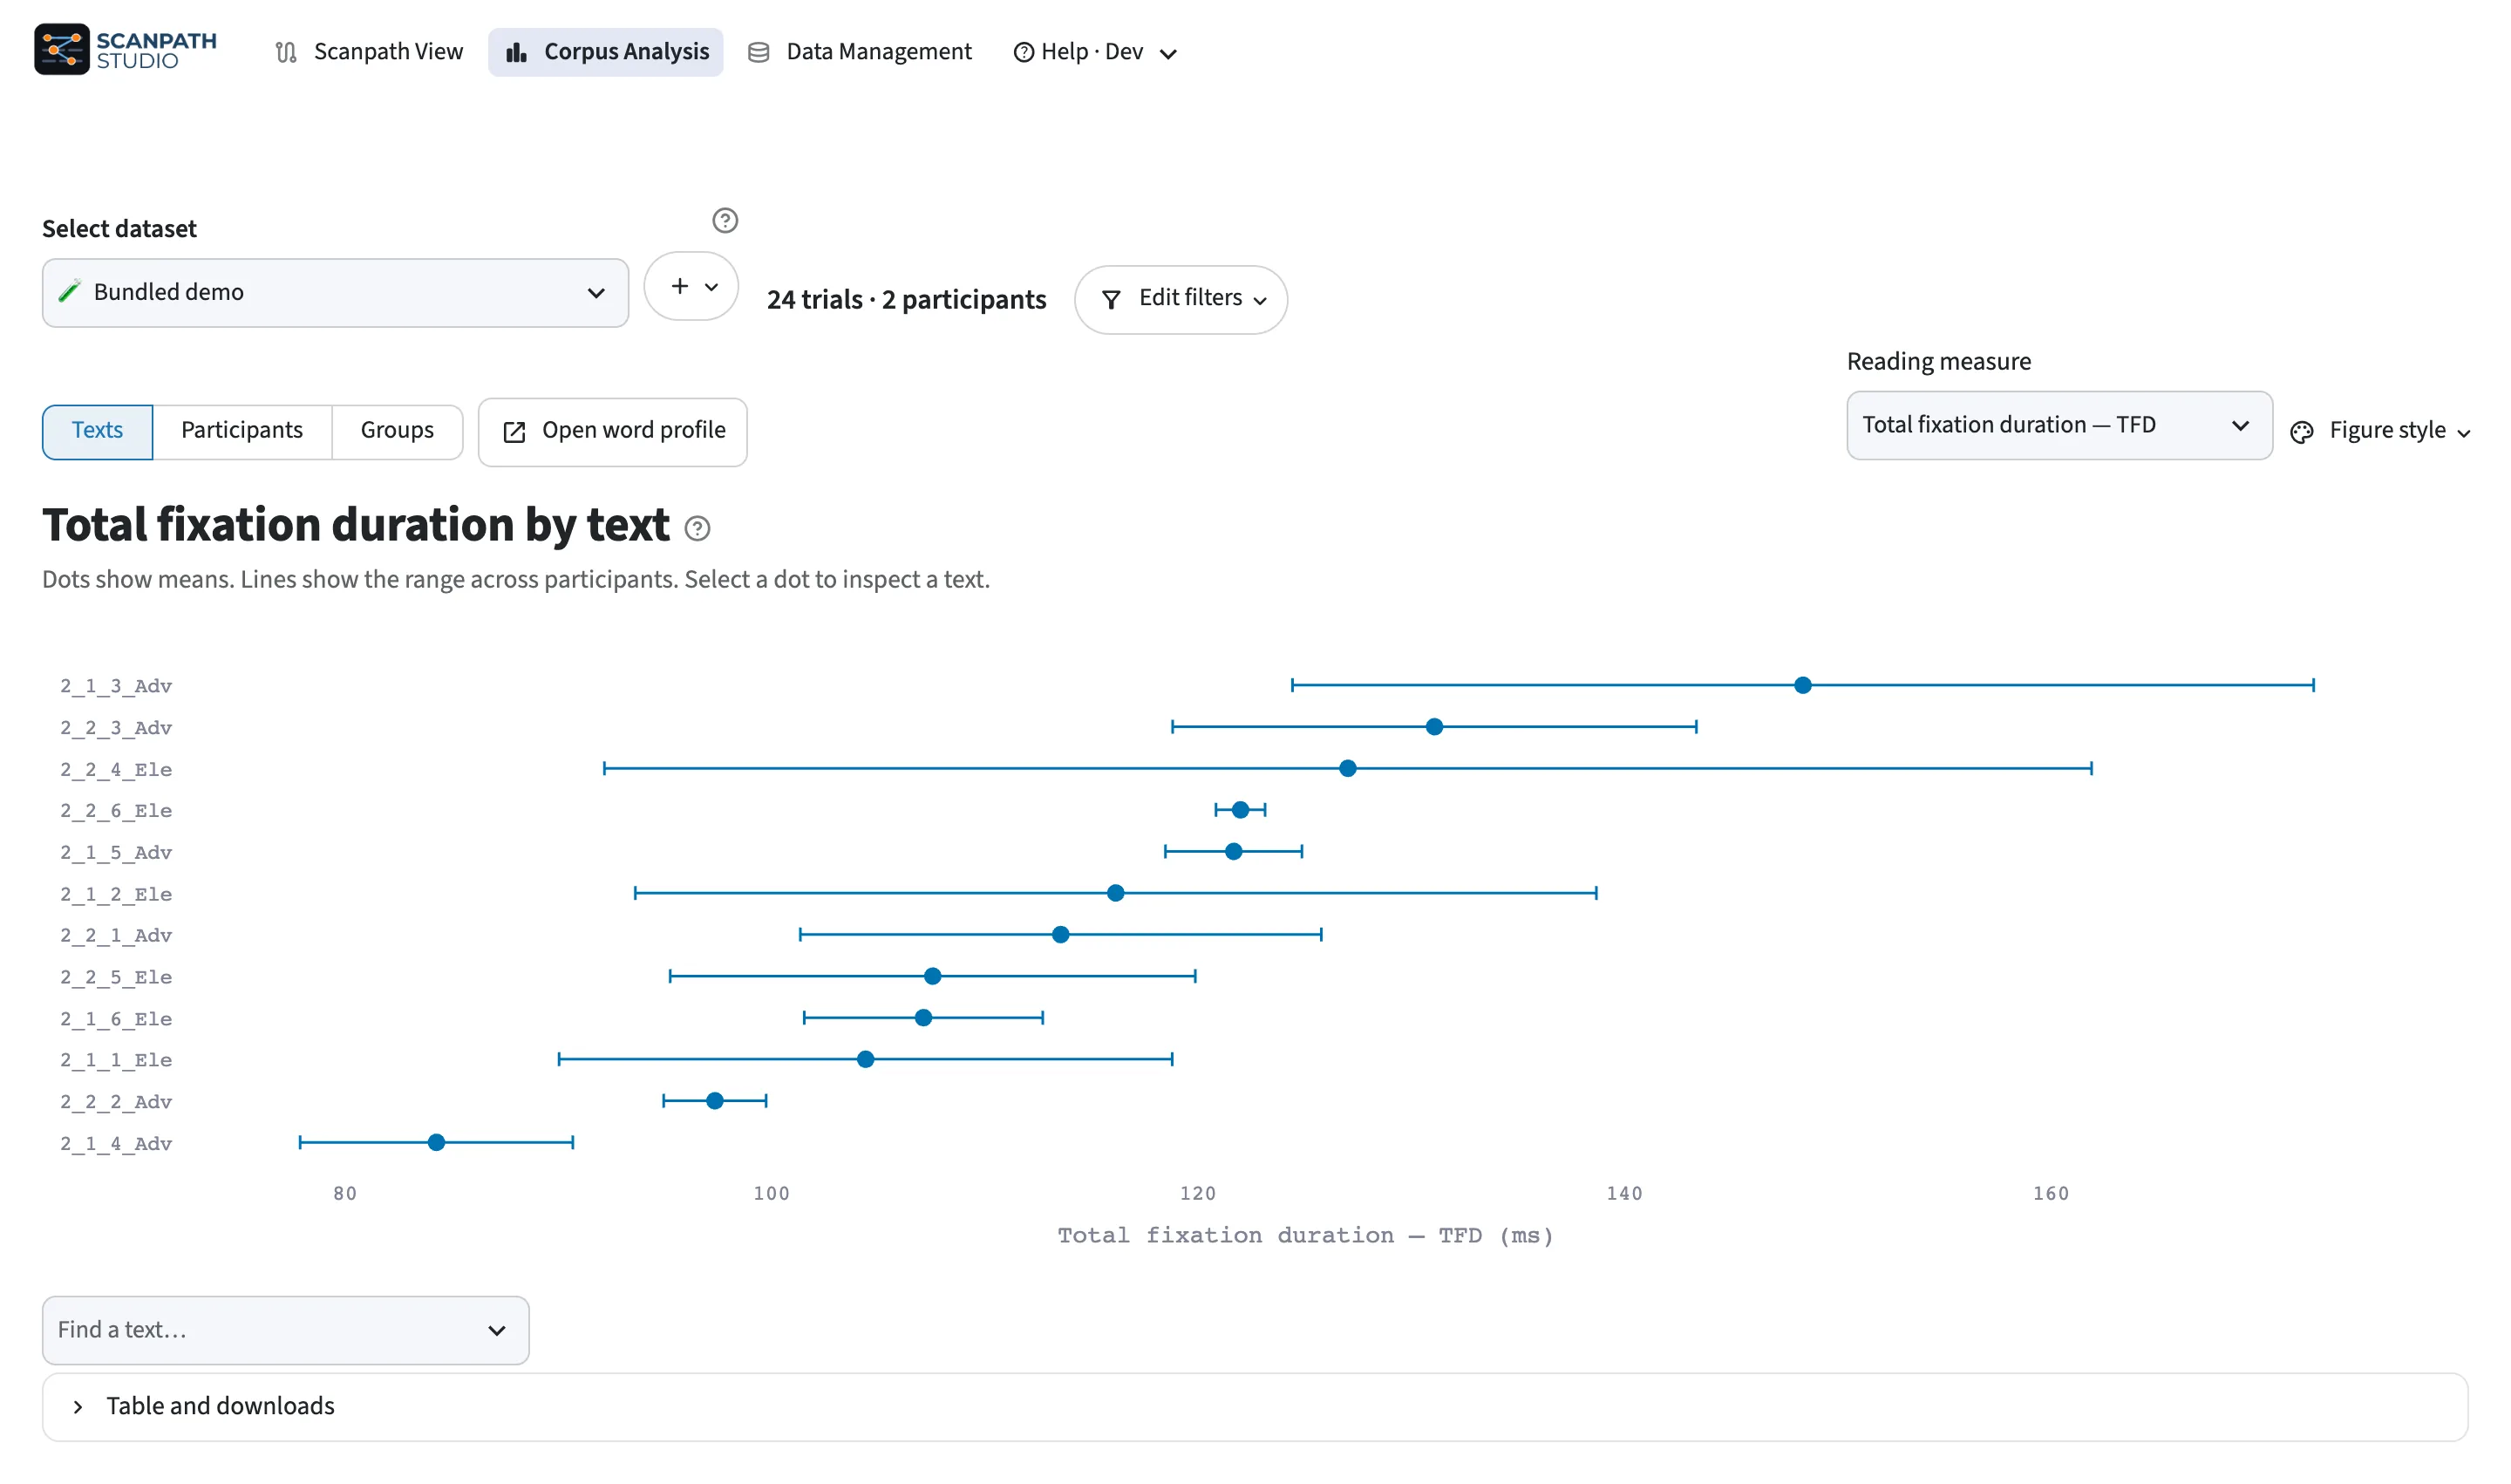 SCANPATH
STUDIO
Scanpath View
Corpus Analysis
Data Management
Help · Dev
Select dataset
Bundled demo
+
24 trials · 2 participants
Edit filters
Reading measure
Total fixation duration — TFD
Figure style
Texts
Participants
Groups
Open word profile
Total fixation duration by text
Dots show means. Lines show the range across participants. Select a dot to inspect a text.
2_1_3_Adv
2_2_3_Adv
2_2_4_Ele
2_2_6_Ele
2_1_5_Adv
2_1_2_Ele
2_2_1_Adv
2_2_5_Ele
2_1_6_Ele
2_1_1_Ele
2_2_2_Adv
2_1_4_Adv
80 100 120 140 160
Total fixation duration — TFD (ms)
Find a text…
Table and downloads